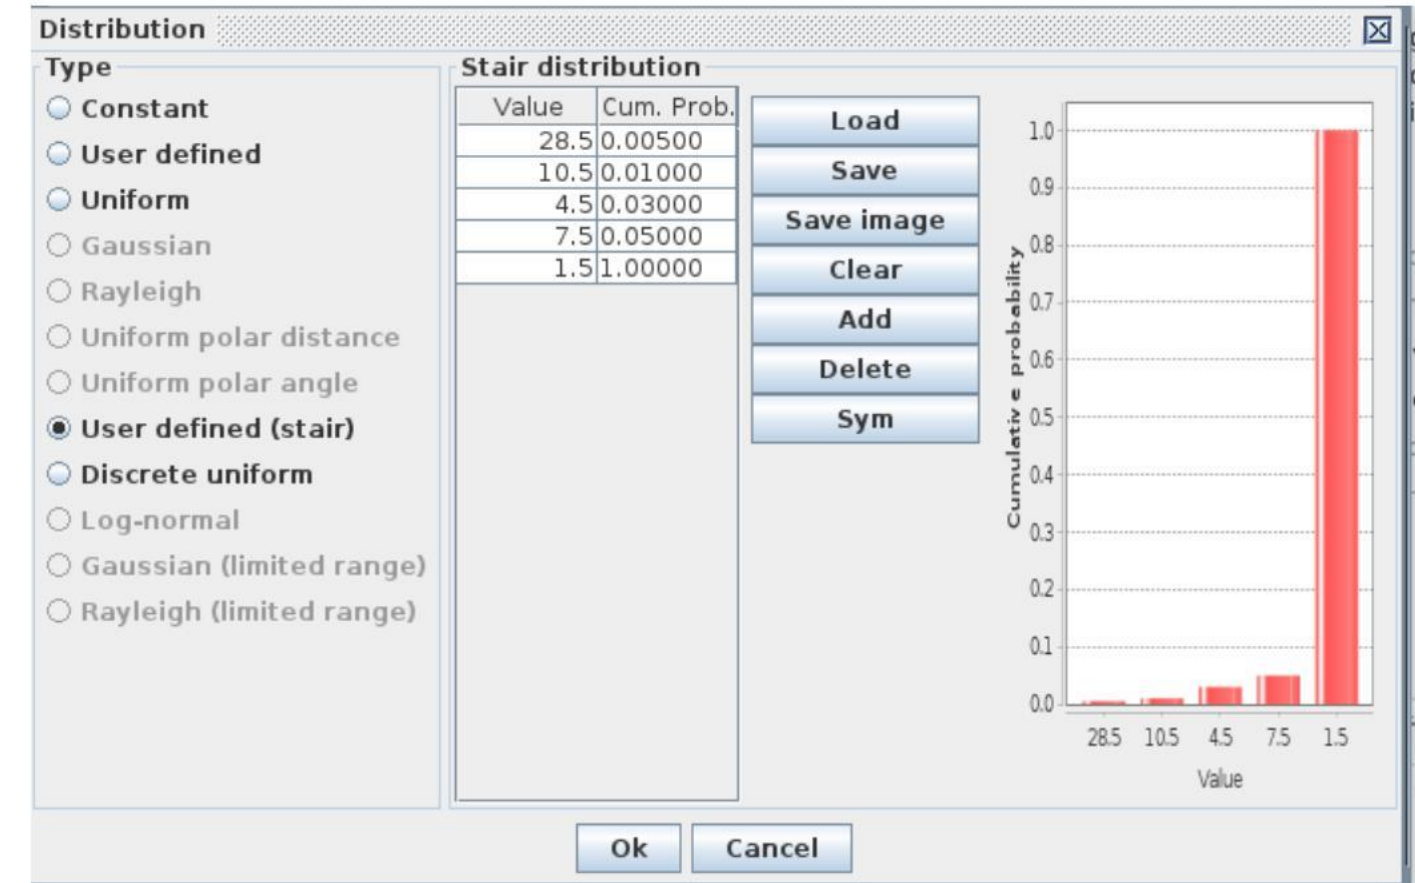 Distribution
Type
Constant
User defined
Uniform
Gaussian
Rayleigh
Uniform polar distance
Uniform polar angle
User defined (stair)
Discrete uniform
Log-normal
Gaussian (limited range)
Rayleigh (limited range)
Stair distribution
Value Cum. Prob.
28.5 0.00500
10.5 0.01000
4.5 0.03000
7.5 0.05000
1.5 1.00000
Load
Save
Save image
Clear
Add
Delete
Sym
Cumulative probability
1.0
0.9
0.8
0.7
0.6
0.5
0.4
0.3
0.2
0.1
0.0
28.5 10.5 4.5 7.5 1.5
Value
Ok Cancel